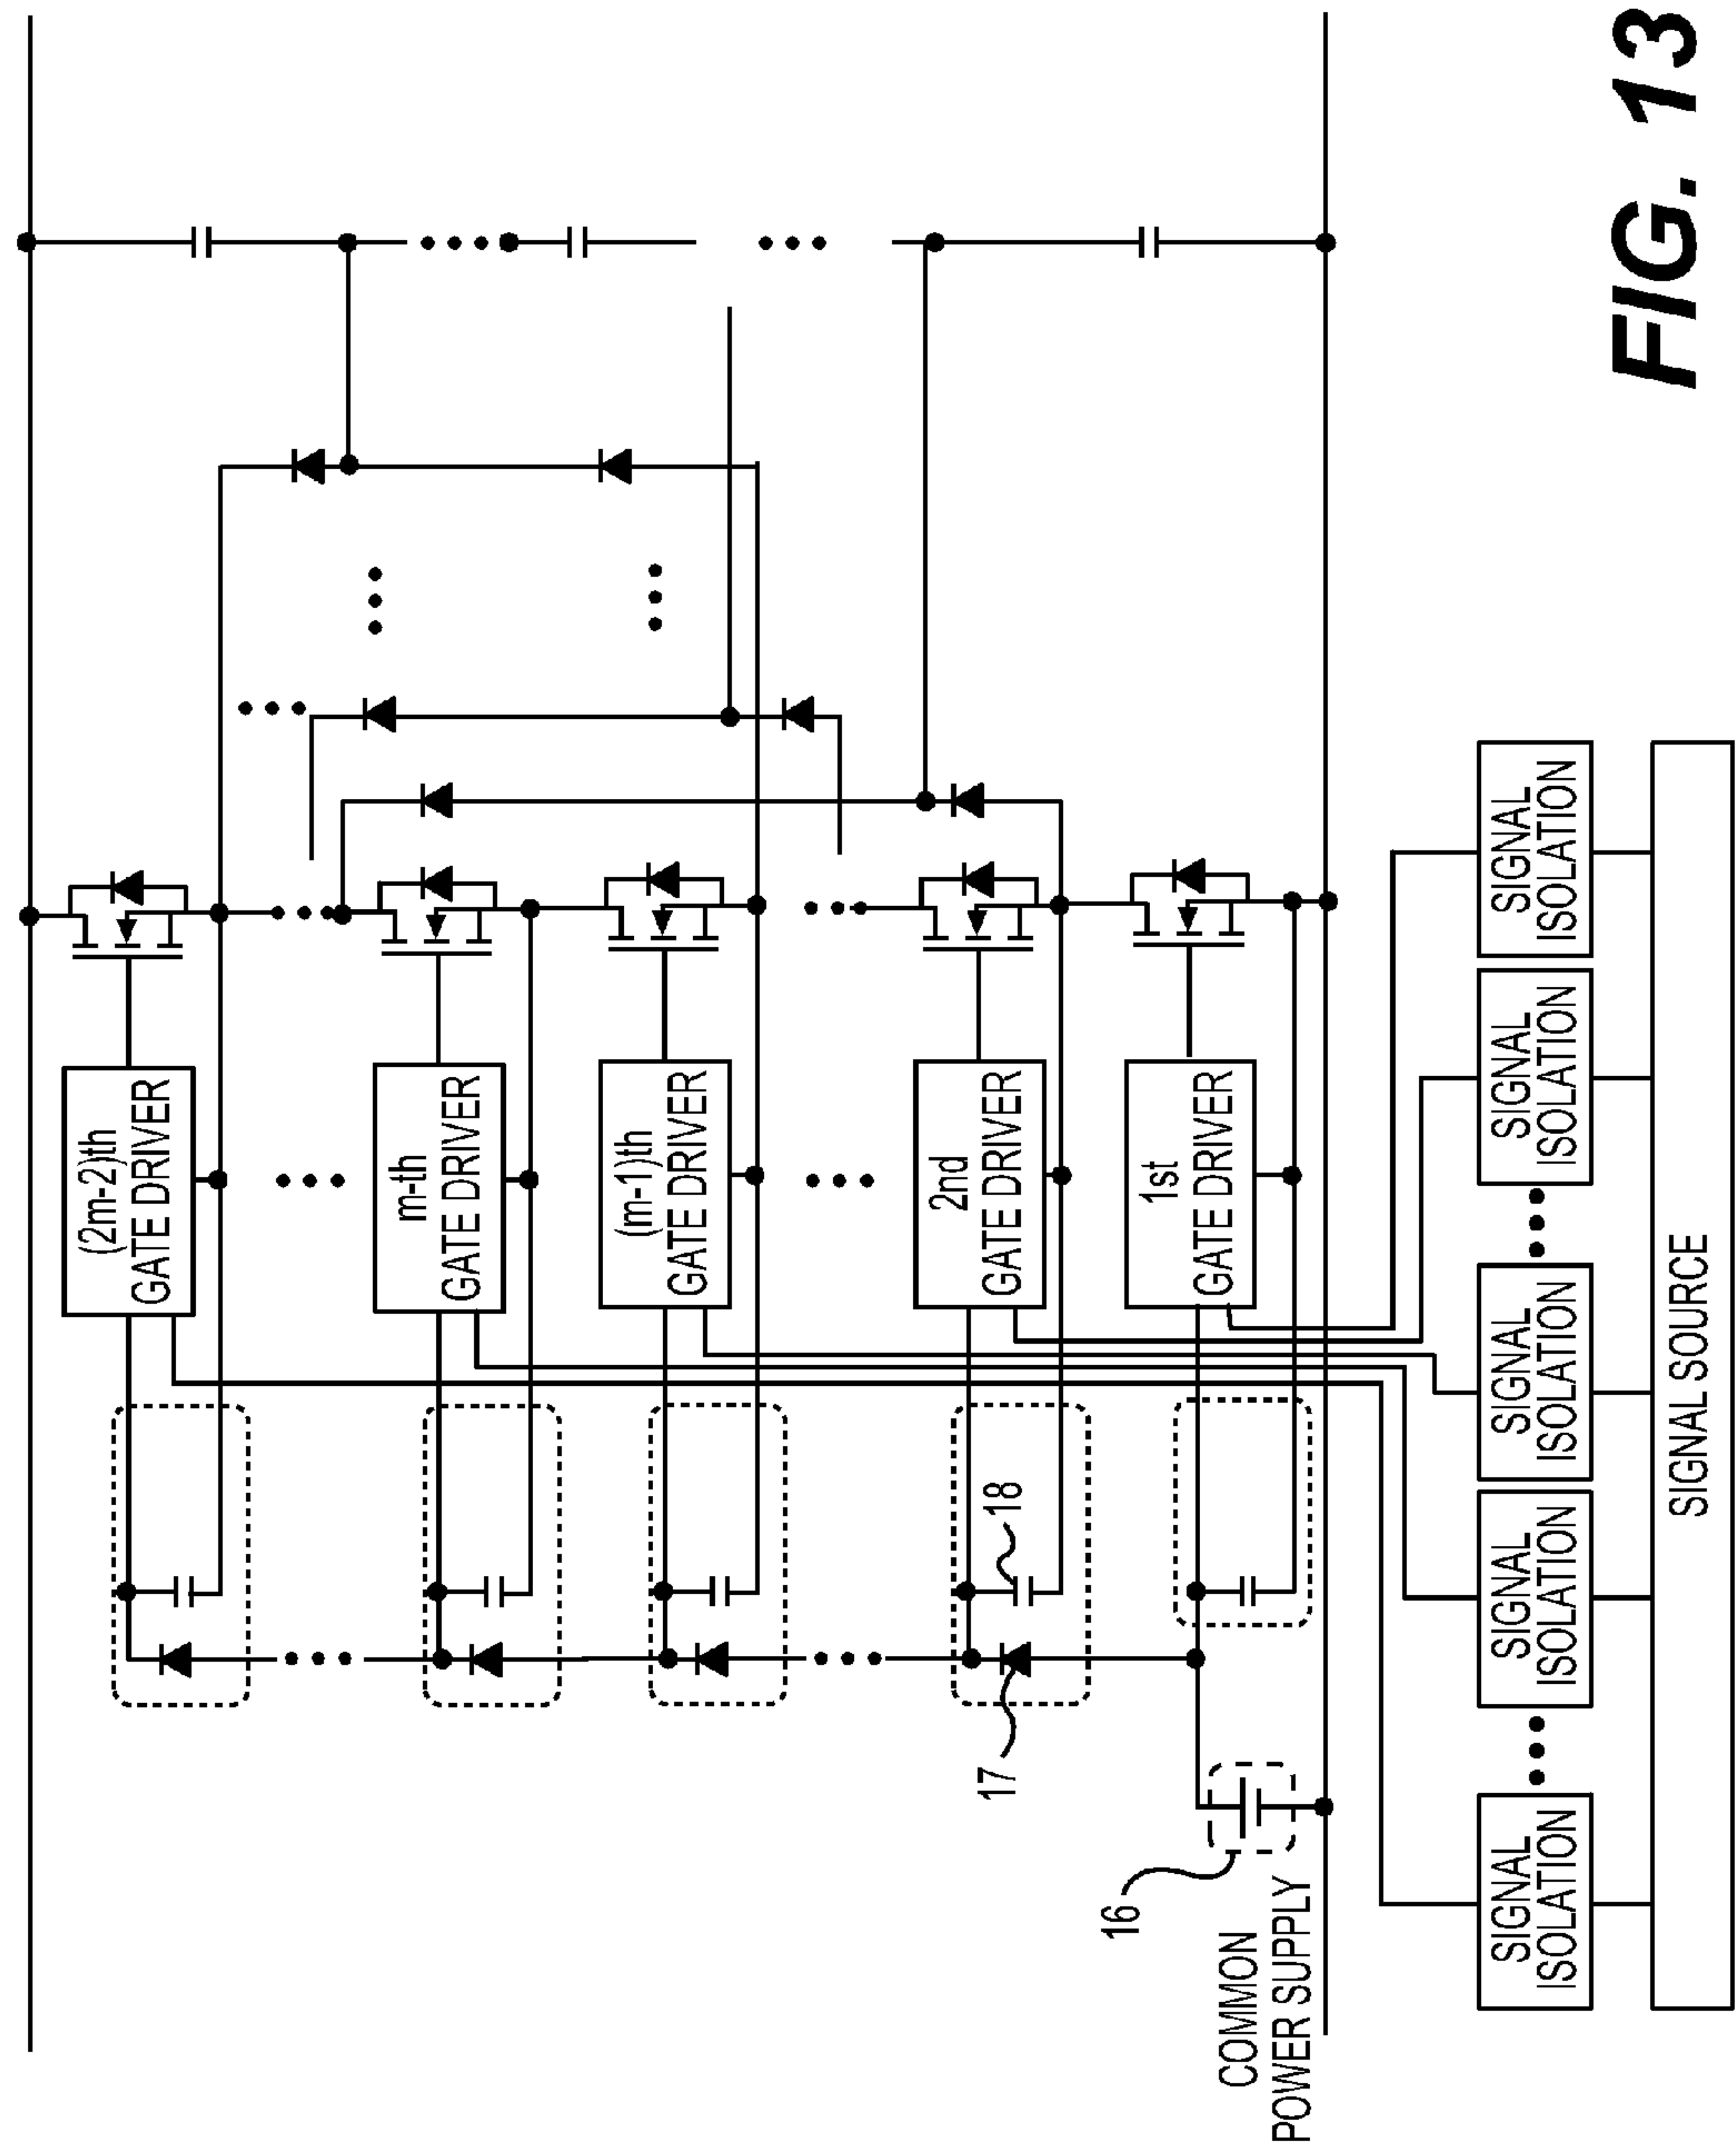 (2m-2)th
GATE DRIVER
m-th
GATE DRIVER
(m-1)th
GATE DRIVER
2nd
GATE DRIVER
1st
GATE DRIVER
18
17
16
COMMON
POWER SUPPLY
SIGNAL
ISOLATION
SIGNAL
ISOLATION
SIGNAL
ISOLATION
SIGNAL
ISOLATION
SIGNAL
ISOLATION
SIGNAL SOURCE
FIG. 13